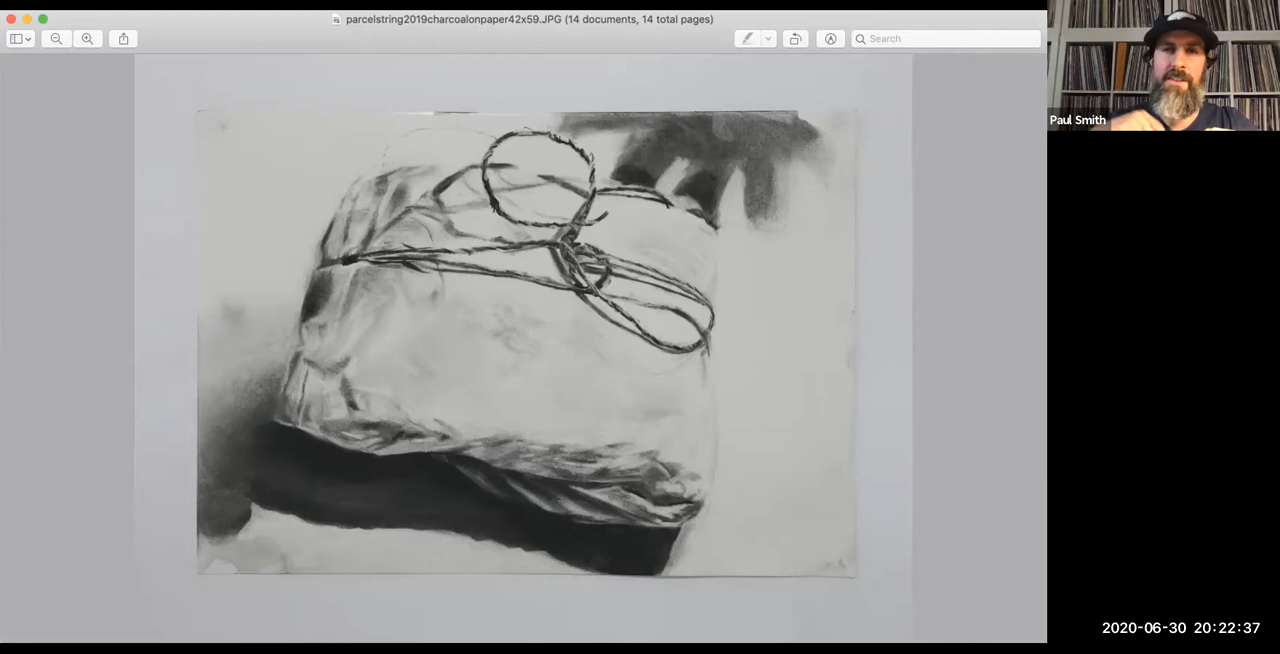 parcelstring2019charcoalonpaper42x59.JPG (14 documents, 14 total pages)
Search
Paul Smith
2020-06-30 20:22:37